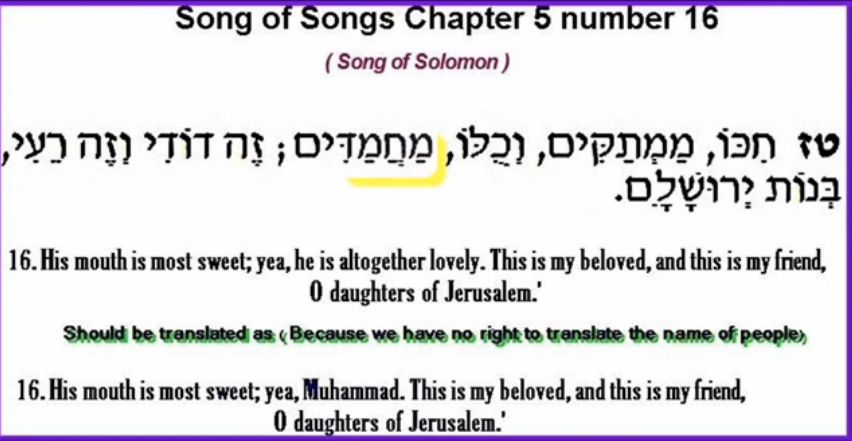 Song of Songs Chapter 5 number 16
( Song of Solomon )
טז חִכּוֹ, מַמְתַקִּים, וְכֻלּוֹ, מַחֲמַדִּים; זֶה דוֹדִי וְזֶה רֵעִי,
בְּנוֹת יְרוּשָׁלִָם.
16. His mouth is most sweet; yea, he is altogether lovely. This is my beloved, and this is my friend,
O daughters of Jerusalem.'
Should be translated as ( Because we have no right to translate the name of people)
16. His mouth is most sweet; yea, Muhammad. This is my beloved, and this is my friend,
O daughters of Jerusalem.'